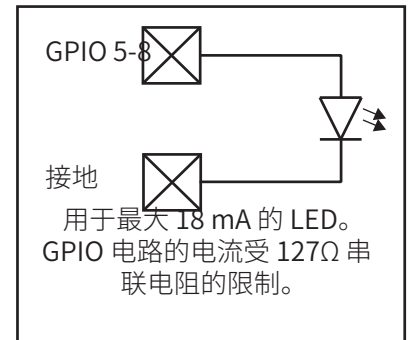 GPIO 5-8
接地
用于最大 18 mA 的 LED。
GPIO 电路的电流受 127Ω 串
联电阻的限制。